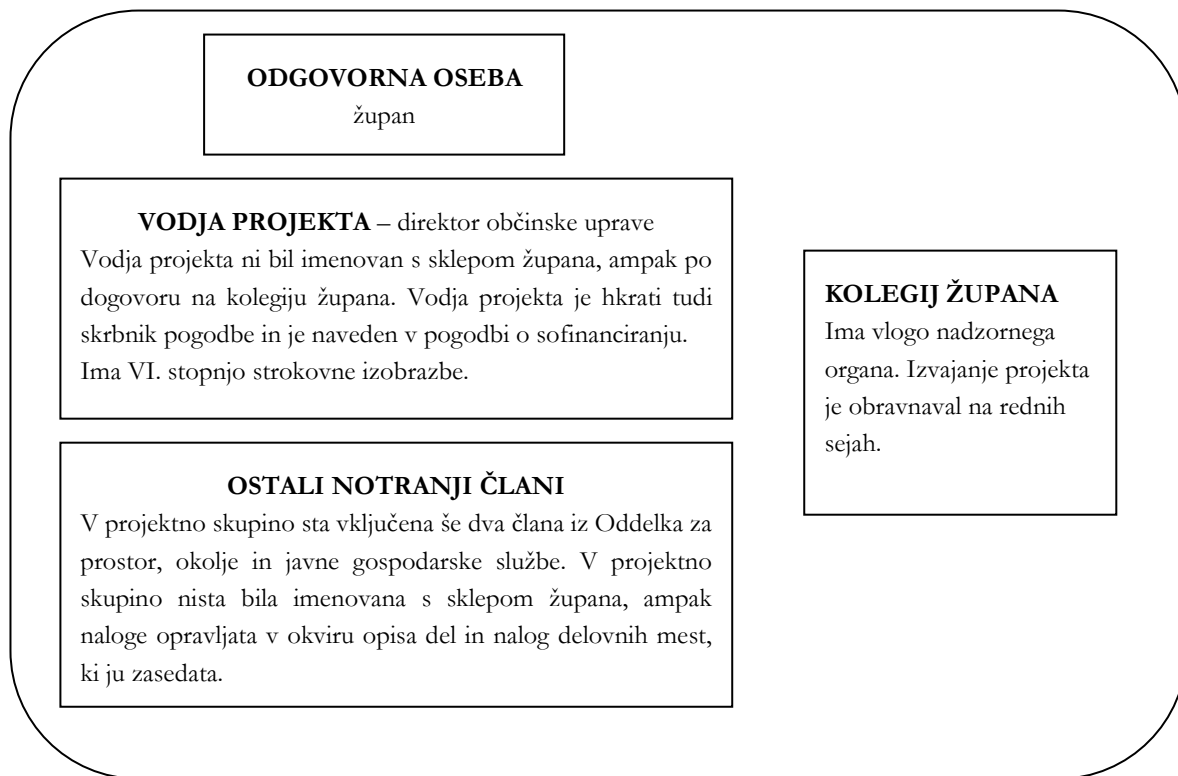 ODGOVORNA OSEBA
župan
VODJA PROJEKTA – direktor občinske uprave
Vodja projekta ni bil imenovan s sklepom župana, ampak po
dogovoru na kolegiju župana. Vodja projekta je hkrati tudi
skrbnik pogodbe in je naveden v pogodbi o sofinanciranju.
Ima VI. stopnjo strokovne izobrazbe.
OSTALI NOTRANJI ČLANI
V projektno skupino sta vključena še dva člana iz Oddelka za
prostor, okolje in javne gospodarske službe. V projektno
skupino nista bila imenovana s sklepom župana, ampak
naloge opravljata v okviru opisa del in nalog delovnih mest,
ki ju zasedata.
KOLEGIJ ŽUPANA
Ima vlogo nadzornega
organa. Izvajanje projekta
je obravnaval na rednih
sejah.